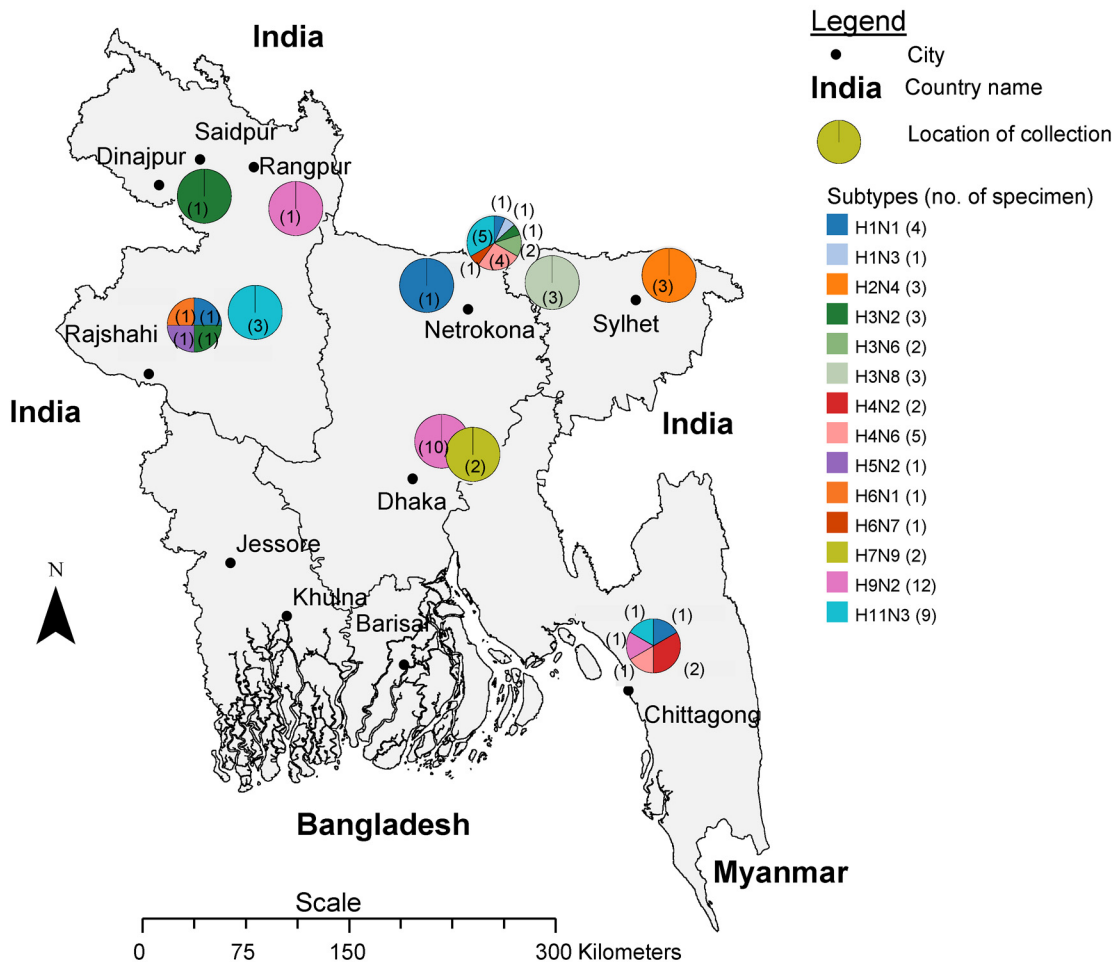 India
Saidpur
Dinajpur
Rangpur
(1)
(1)
(1)
(1)
(1)
(5)
(2)
(1)
(4)
(1)
(3)
(3)
Netrokona
Sylhet
(3)
Rajshahi
(1)
(1)
(1)
(1)
India
India
(10)
(2)
Dhaka
Jessore
Khulna
Barisal
N
(1)
(1)
(1)
(1)
(2)
Chittagong
Bangladesh
Myanmar
Scale
0 75 150 300 Kilometers
Legend
City
India Country name
Location of collection
Subtypes (no. of specimen)
H1N1 (4)
H1N3 (1)
H2N4 (3)
H3N2 (3)
H3N6 (2)
H3N8 (3)
H4N2 (2)
H4N6 (5)
H5N2 (1)
H6N1 (1)
H6N7 (1)
H7N9 (2)
H9N2 (12)
H11N3 (9)